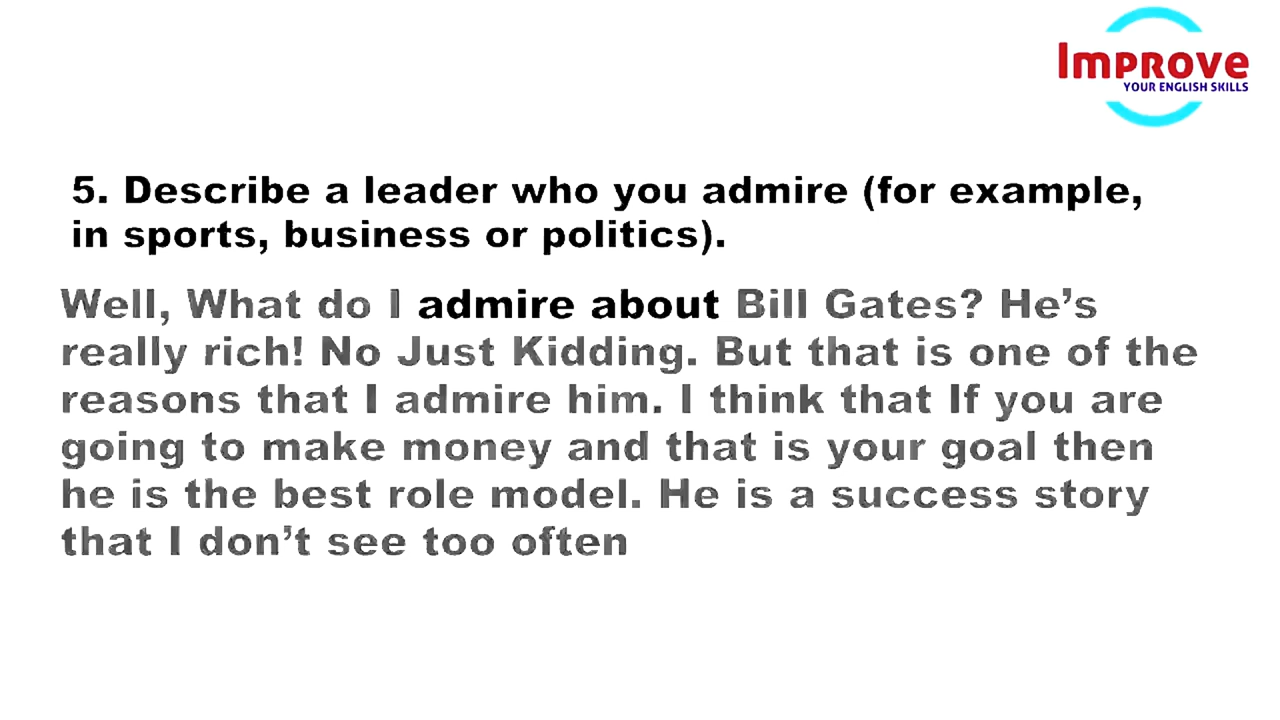 Improve
YOUR ENGLISH SKILLS
5. Describe a leader who you admire (for example,
in sports, business or politics).
Well, What do I admire about Bill Gates? He’s
really rich! No Just Kidding. But that is one of the
reasons that I admire him. I think that If you are
going to make money and that is your goal then
he is the best role model. He is a success story
that I don’t see too often